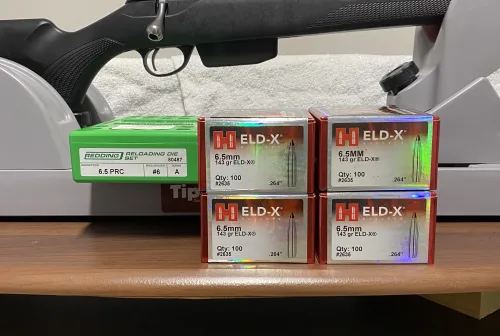 REDDING RELOADING DIE
SET 80487
6.5 PRC #6 A
Tip
H ELD-X®
6.5mm
143 gr ELD-X®
Qty: 100
#2635 .264"
H ELD-X®
6.5MM
143 gr ELD-X®
Qty: 100
#2635 .264"
H ELD-X®
6.5mm
143 gr ELD-X®
Qty: 100
#2635 .264"
H ELD-X®
6.5mm
143 gr ELD-X®
Qty: 100
#2635 .264"